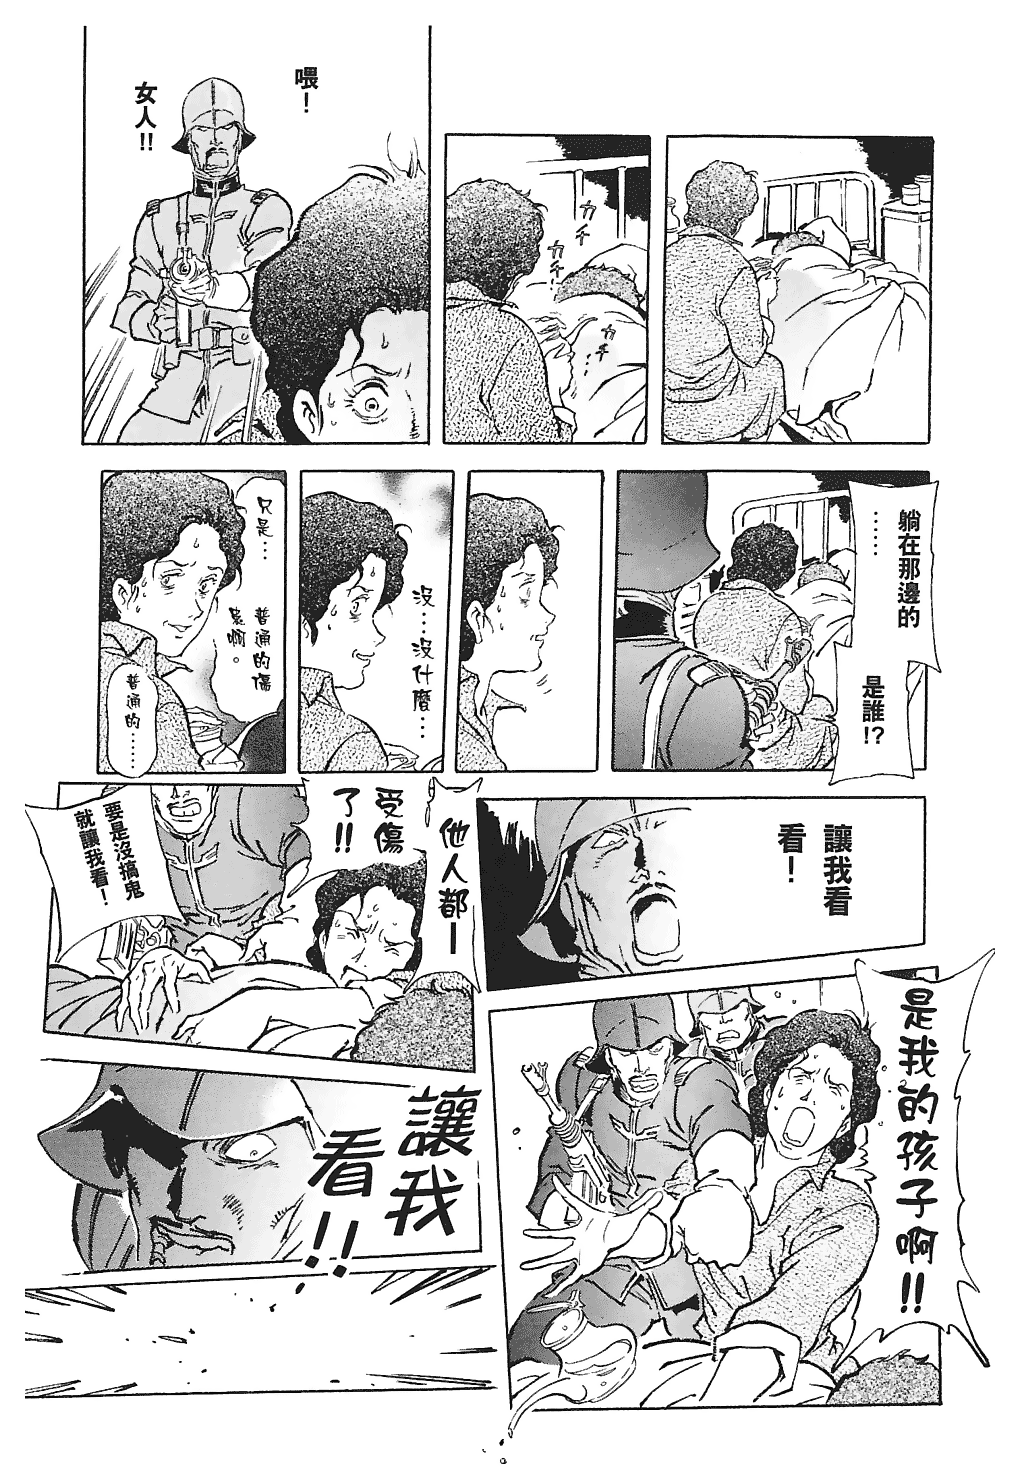 カチ
カチ!
カチ…
喂!
女人!!
躺在那邊的
……
是誰!?
沒…沒什麼…
只是…
普通的傷
患啊。
普通的……
讓我看
看!
他人都ー
受傷
了!!
要是沒搞鬼
就讓我看!
是我的孩子啊!!
讓我
看!!